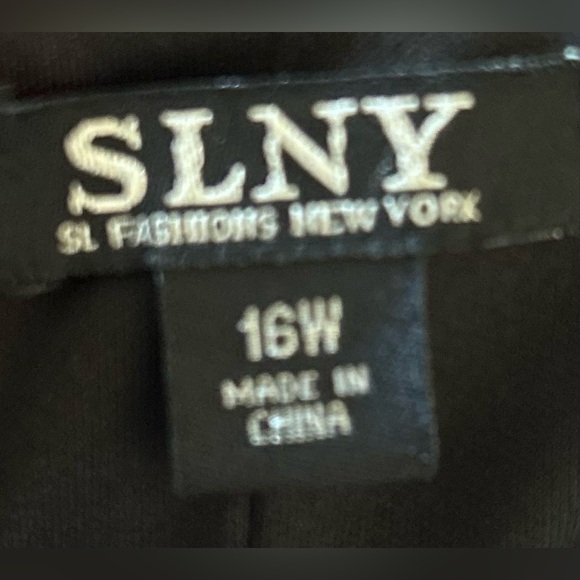 SLNY
SL FASHIONS NEW YORK
16W
MADE IN
CHINA